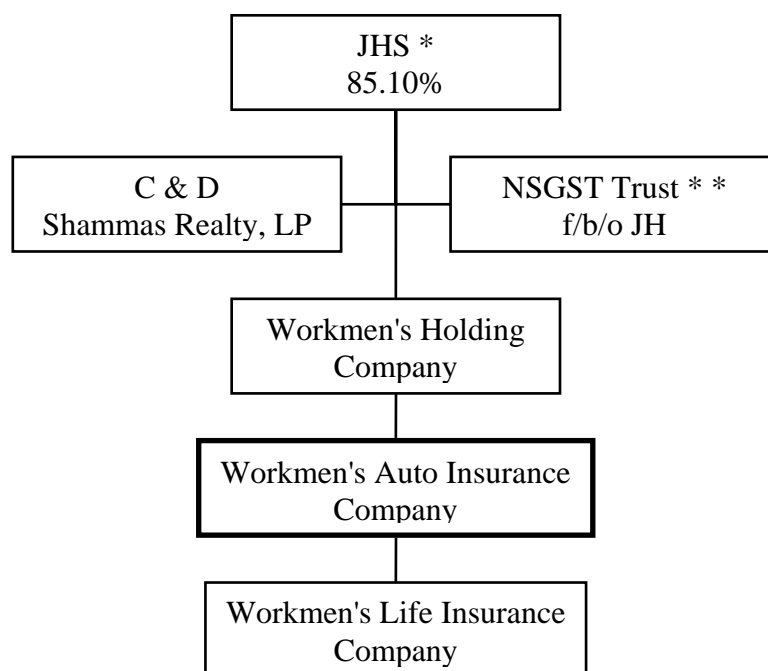 JHS *
85.10%
C & D
Shammas Realty, LP
NSGST Trust * *
f/b/o JH
Workmen's Holding
Company
Workmen's Auto Insurance
Company
Workmen's Life Insurance
Company